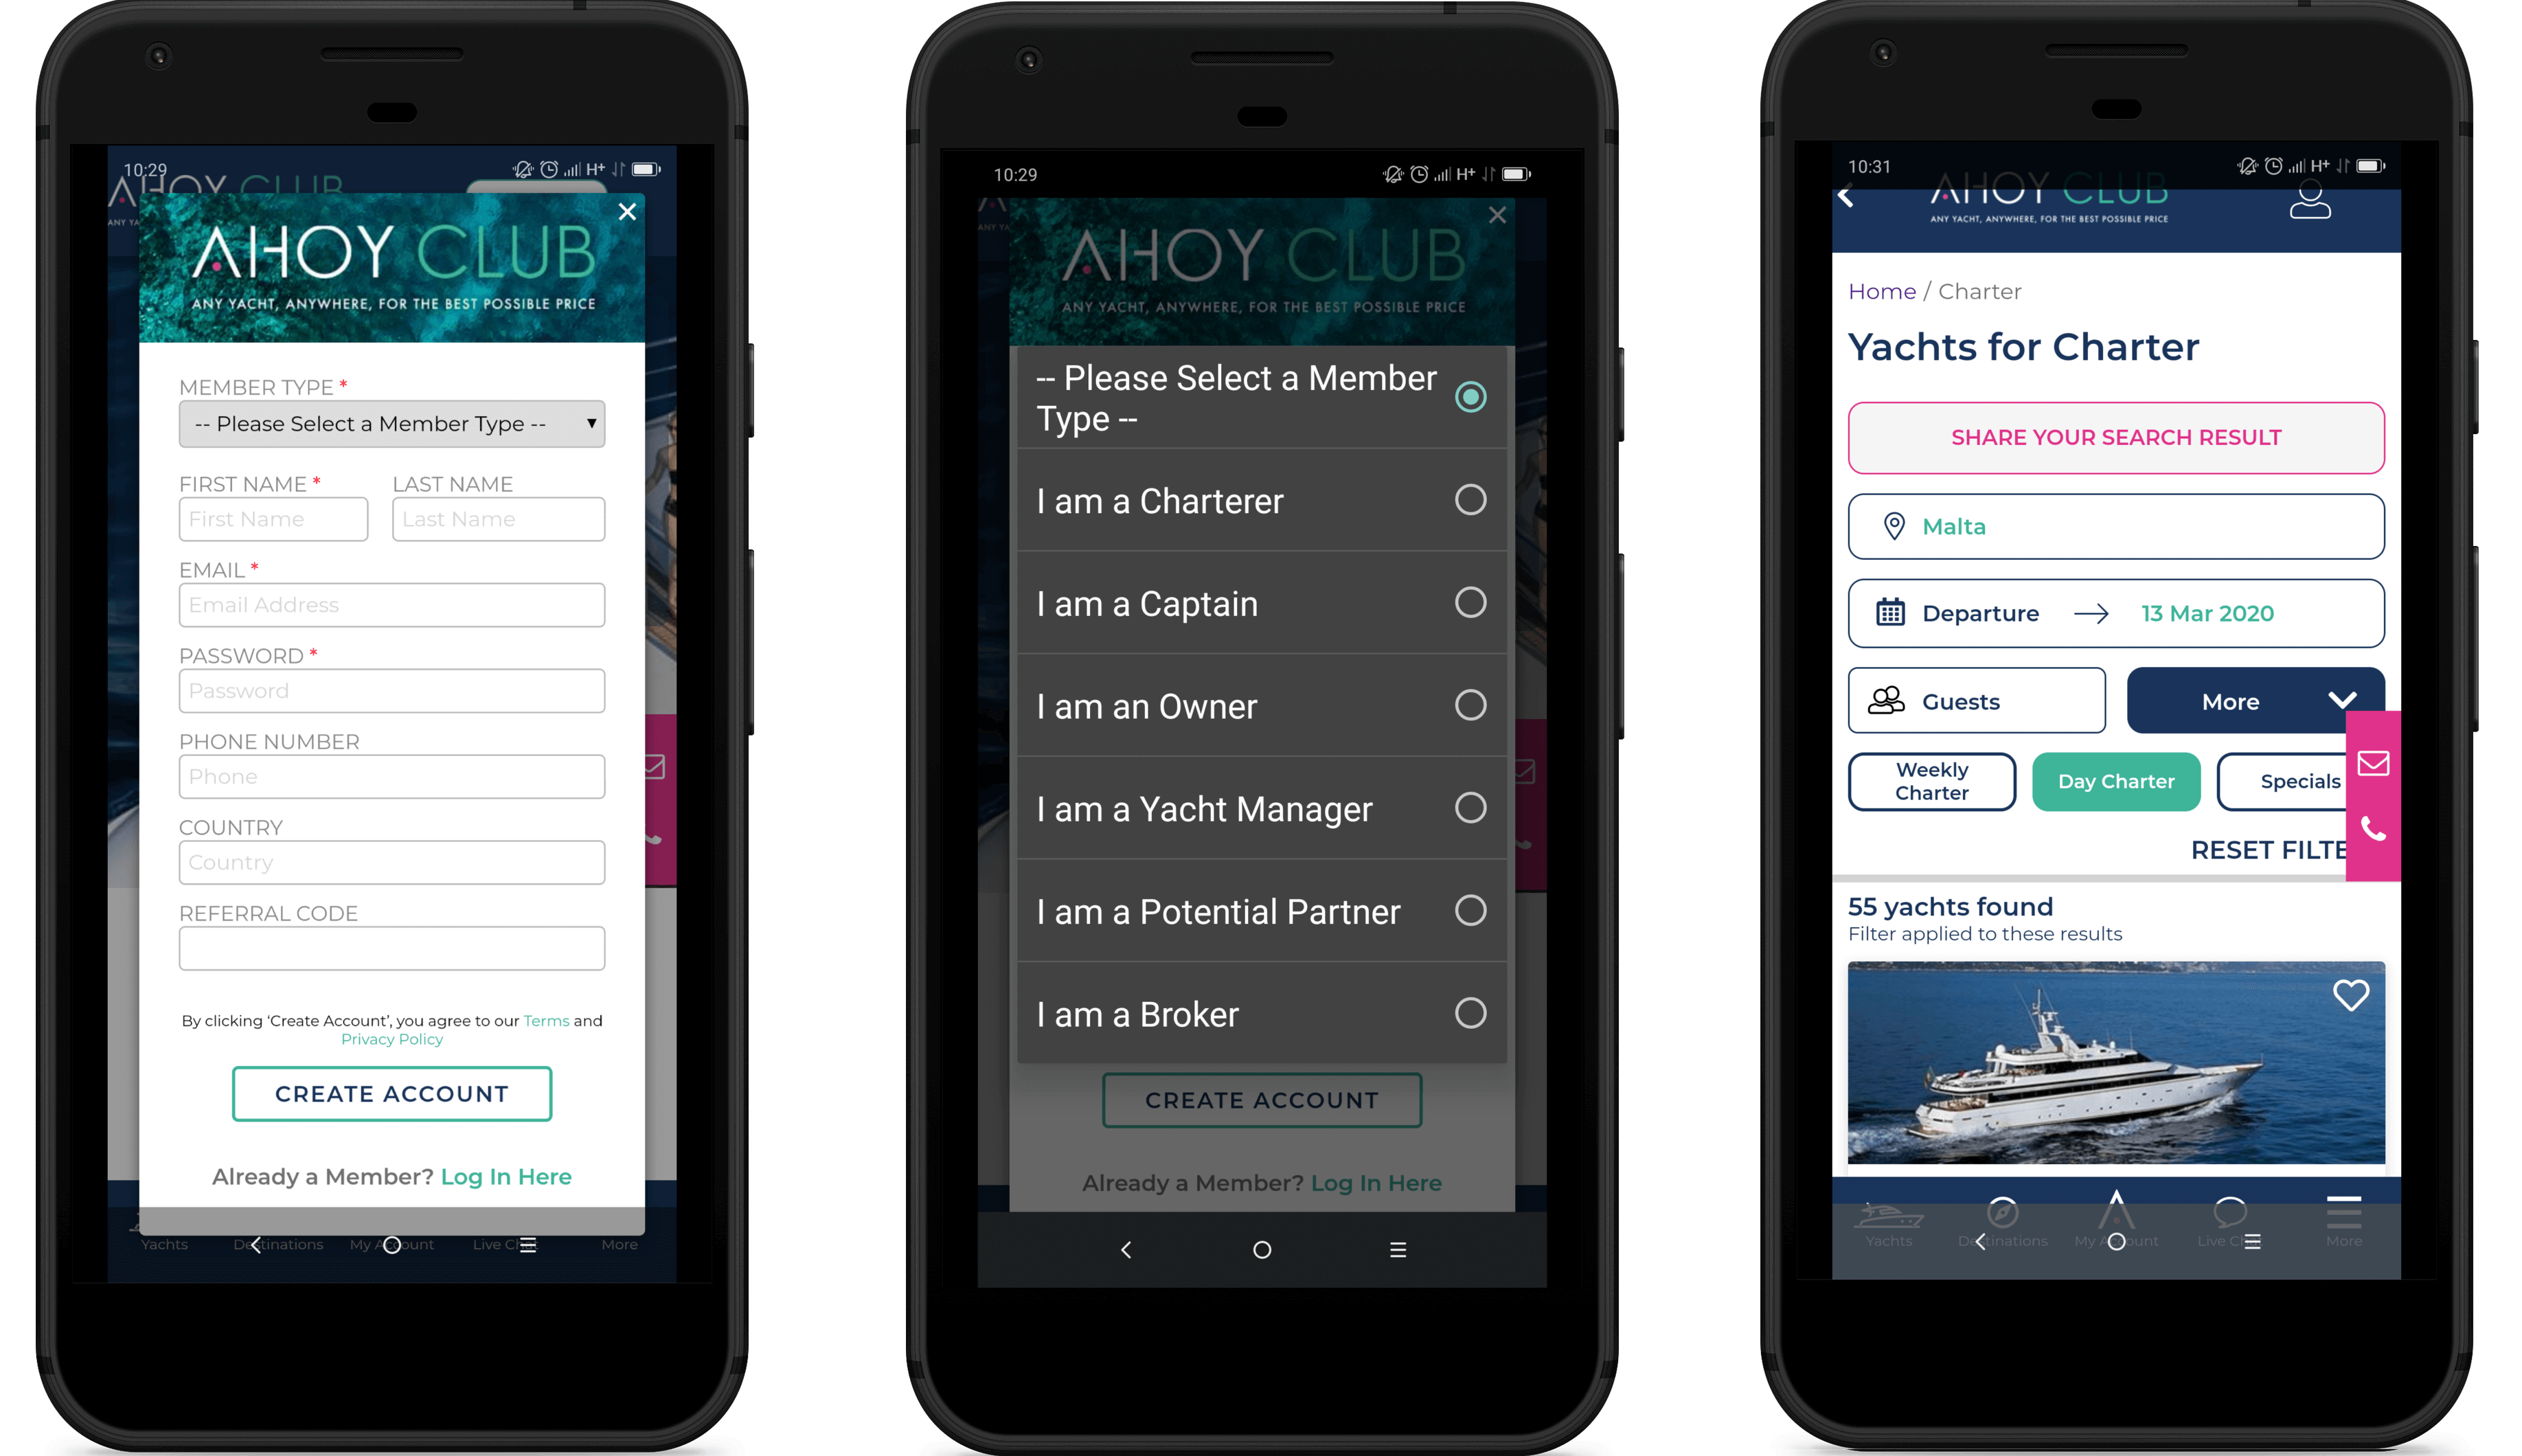 10:29
H+
AHOY CLUB
ANY YA
AHOY CLUB
ANY YACHT, ANYWHERE, FOR THE BEST POSSIBLE PRICE
MEMBER TYPE *
-- Please Select a Member Type --
FIRST NAME * LAST NAME
First Name Last Name
EMAIL *
Email Address
PASSWORD *
Password
PHONE NUMBER
Phone
COUNTRY
Country
REFERRAL CODE
By clicking ‘Create Account’, you agree to our Terms and
Privacy Policy
CREATE ACCOUNT
Already a Member? Log In Here
Yachts Destinations My Account Live Chat More
10:29
H+
ANY YA
AHOY CLUB
ANY YACHT, ANYWHERE, FOR THE BEST POSSIBLE PRICE
-- Please Select a Member
Type --
I am a Charterer
I am a Captain
I am an Owner
I am a Yacht Manager
I am a Potential Partner
I am a Broker
CREATE ACCOUNT
Already a Member? Log In Here
10:31
H+
AHOY CLUB
ANY YACHT, ANYWHERE, FOR THE BEST POSSIBLE PRICE
Home / Charter
Yachts for Charter
SHARE YOUR SEARCH RESULT
Malta
Departure → 13 Mar 2020
Guests More
Weekly
Charter
Day Charter
Specials
RESET FILTE
55 yachts found
Filter applied to these results
Yachts Destinations My Account Live Chat More